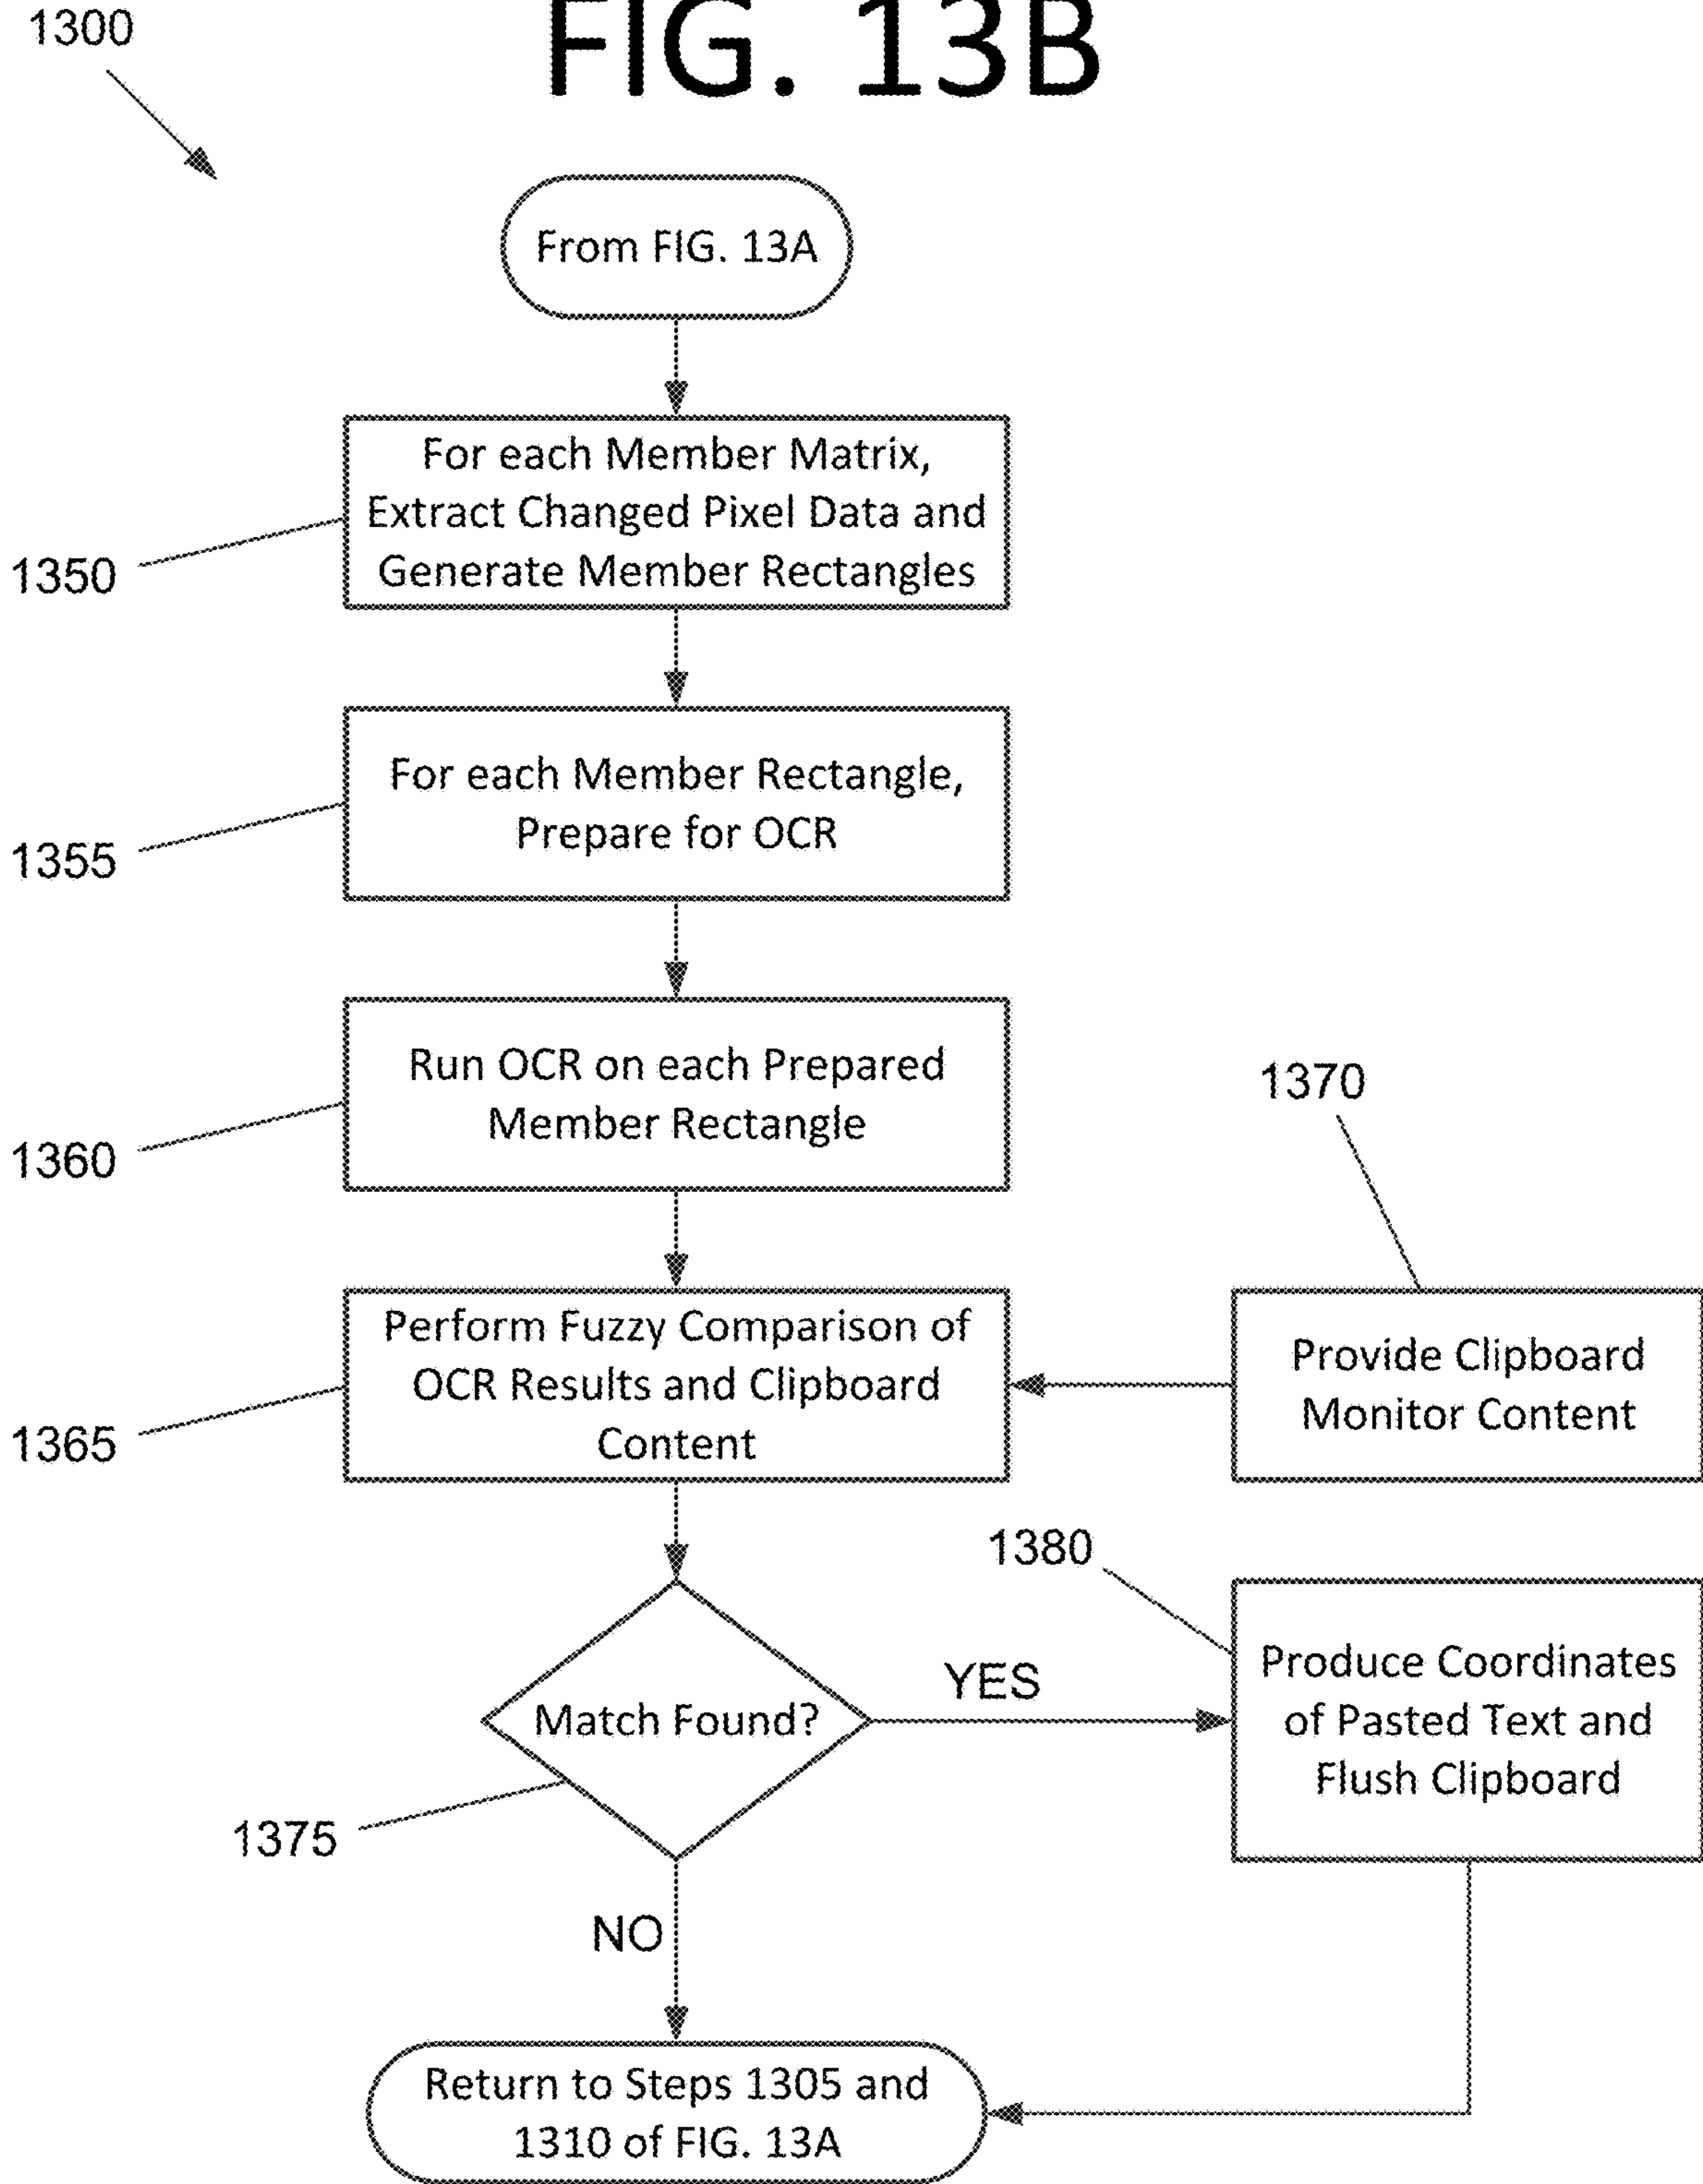 1300
FIG. 13B
From FIG. 13A
For each Member Matrix,
Extract Changed Pixel Data and
Generate Member Rectangles
1350
For each Member Rectangle,
Prepare for OCR
1355
Run OCR on each Prepared
Member Rectangle
1360
1370
Perform Fuzzy Comparison of
OCR Results and Clipboard
Content
1365
Provide Clipboard
Monitor Content
1380
Match Found?
1375
YES
Produce Coordinates
of Pasted Text and
Flush Clipboard
NO
Return to Steps 1305 and
1310 of FIG. 13A